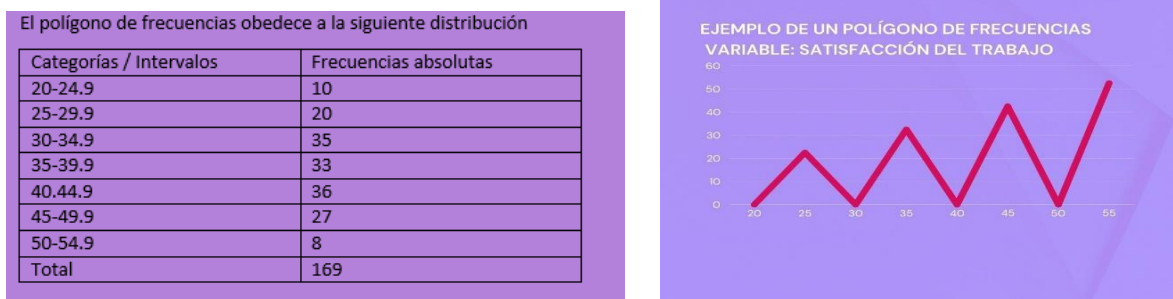 El polígono de frecuencias obedece a la siguiente distribución
Categorías / Intervalos Frecuencias absolutas
20-24.9 10
25-29.9 20
30-34.9 35
35-39.9 33
40.44.9 36
45-49.9 27
50-54.9 8
Total 169
EJEMPLO DE UN POLÍGONO DE FRECUENCIAS
VARIABLE: SATISFACCIÓN DEL TRABAJO
60
50
40
30
20
10
0
20 25 30 35 40 45 50 55